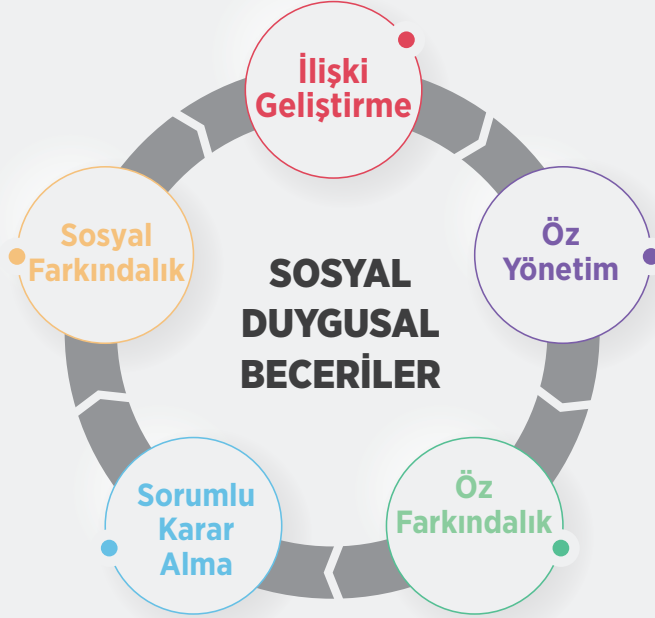 İlişki
Geliştirme
Öz
Yönetim
Öz
Farkındalık
Sorumlu
Karar
Alma
Sosyal
Farkındalık
SOSYAL
DUYGUSAL
BECERİLER